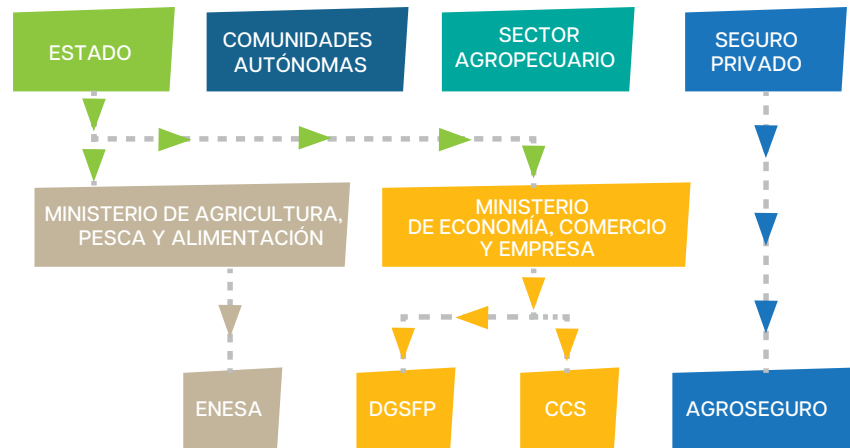 ESTADO
COMUNIDADES
AUTÓNOMAS
SECTOR
AGROPECUARIO
SEGURO
PRIVADO
MINISTERIO DE AGRICULTURA,
PESCA Y ALIMENTACIÓN
MINISTERIO
DE ECONOMÍA, COMERCIO
Y EMPRESA
ENESA
DGSFP
CCS
AGROSEGURO